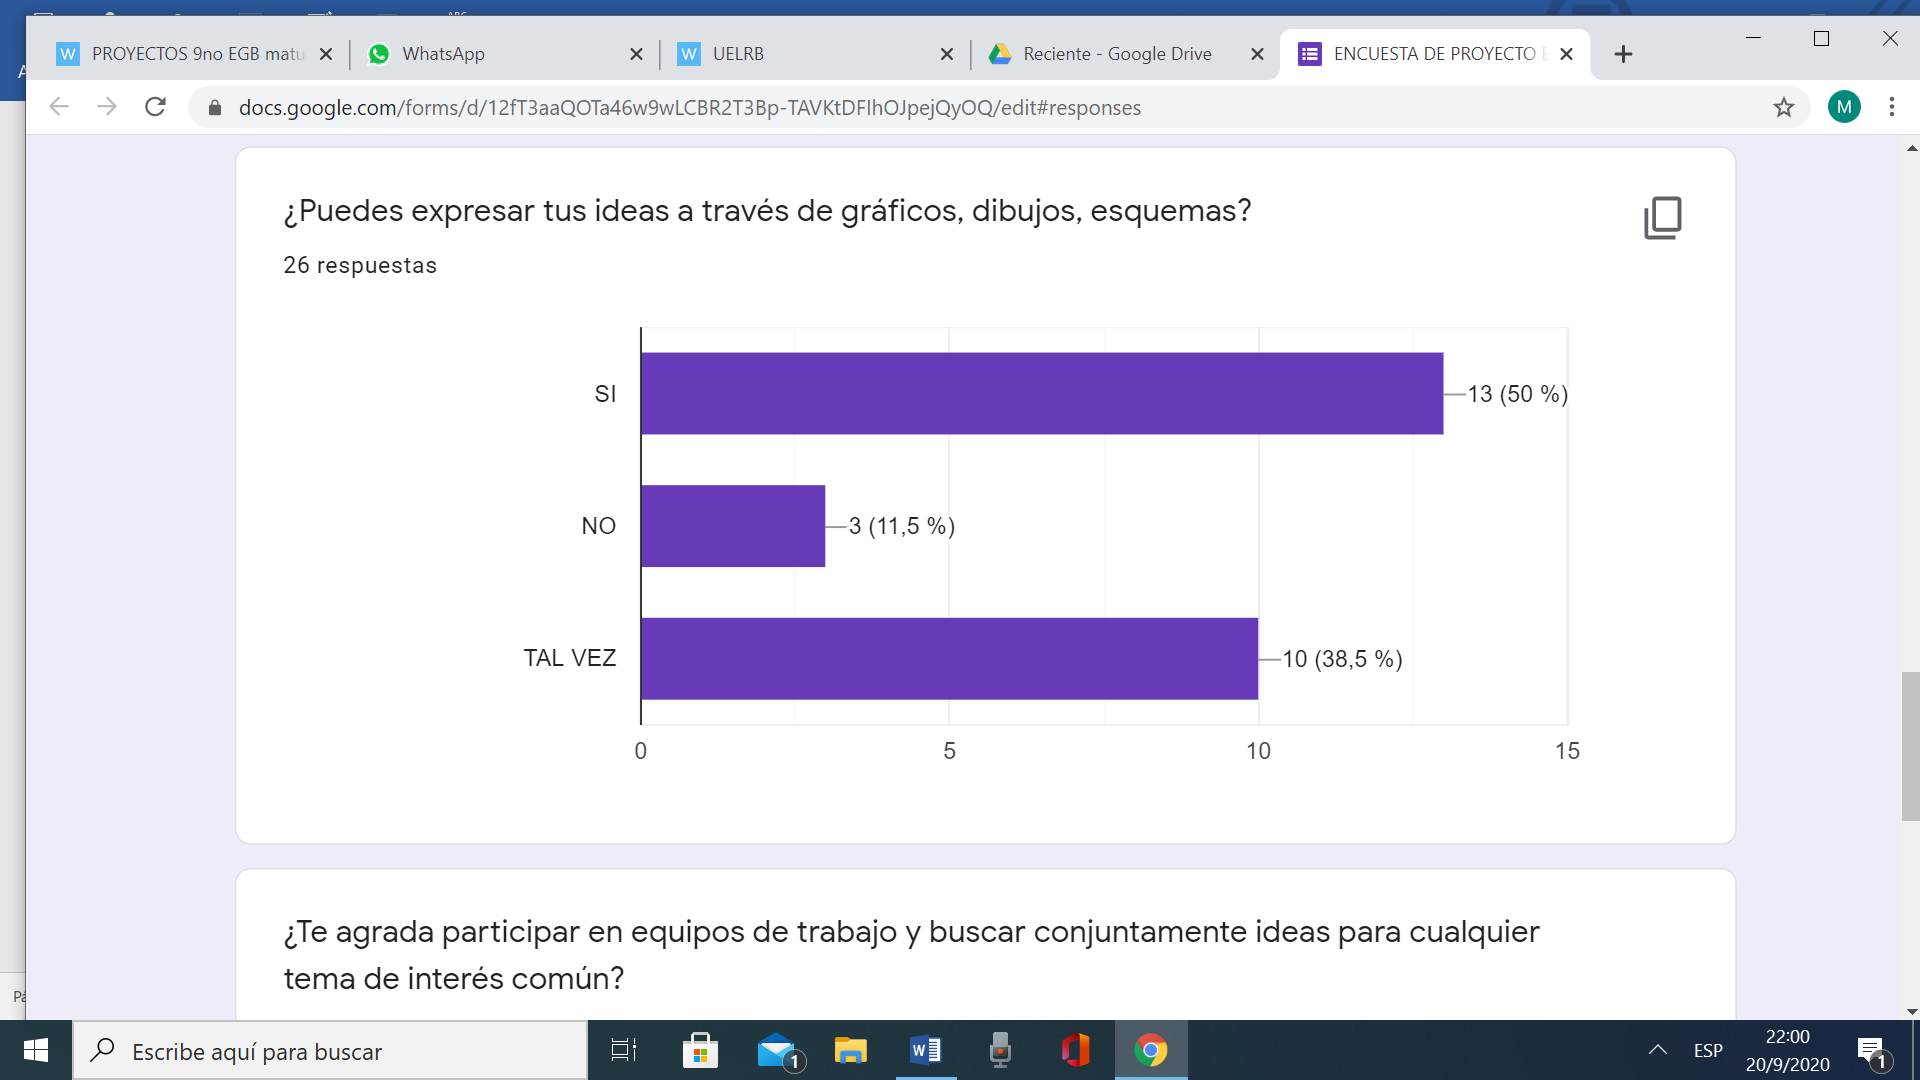 PROYECTOS 9no EGB matu
WhatsApp
UELRB
Reciente - Google Drive
ENCUESTA DE PROYECTO E
docs.google.com/forms/d/12fT3aaQOTa46w9wLCBR2T3Bp-TAVKtDFIhOJpejQyOQ/edit#responses
M
¿Puedes expresar tus ideas a través de gráficos, dibujos, esquemas?
26 respuestas
SI
13 (50 %)
NO
3 (11,5 %)
TAL VEZ
10 (38,5 %)
0
5
10
15
¿Te agrada participar en equipos de trabajo y buscar conjuntamente ideas para cualquier
tema de interés común?
Escribe aquí para buscar
1
ESP
22:00
20/9/2020
1